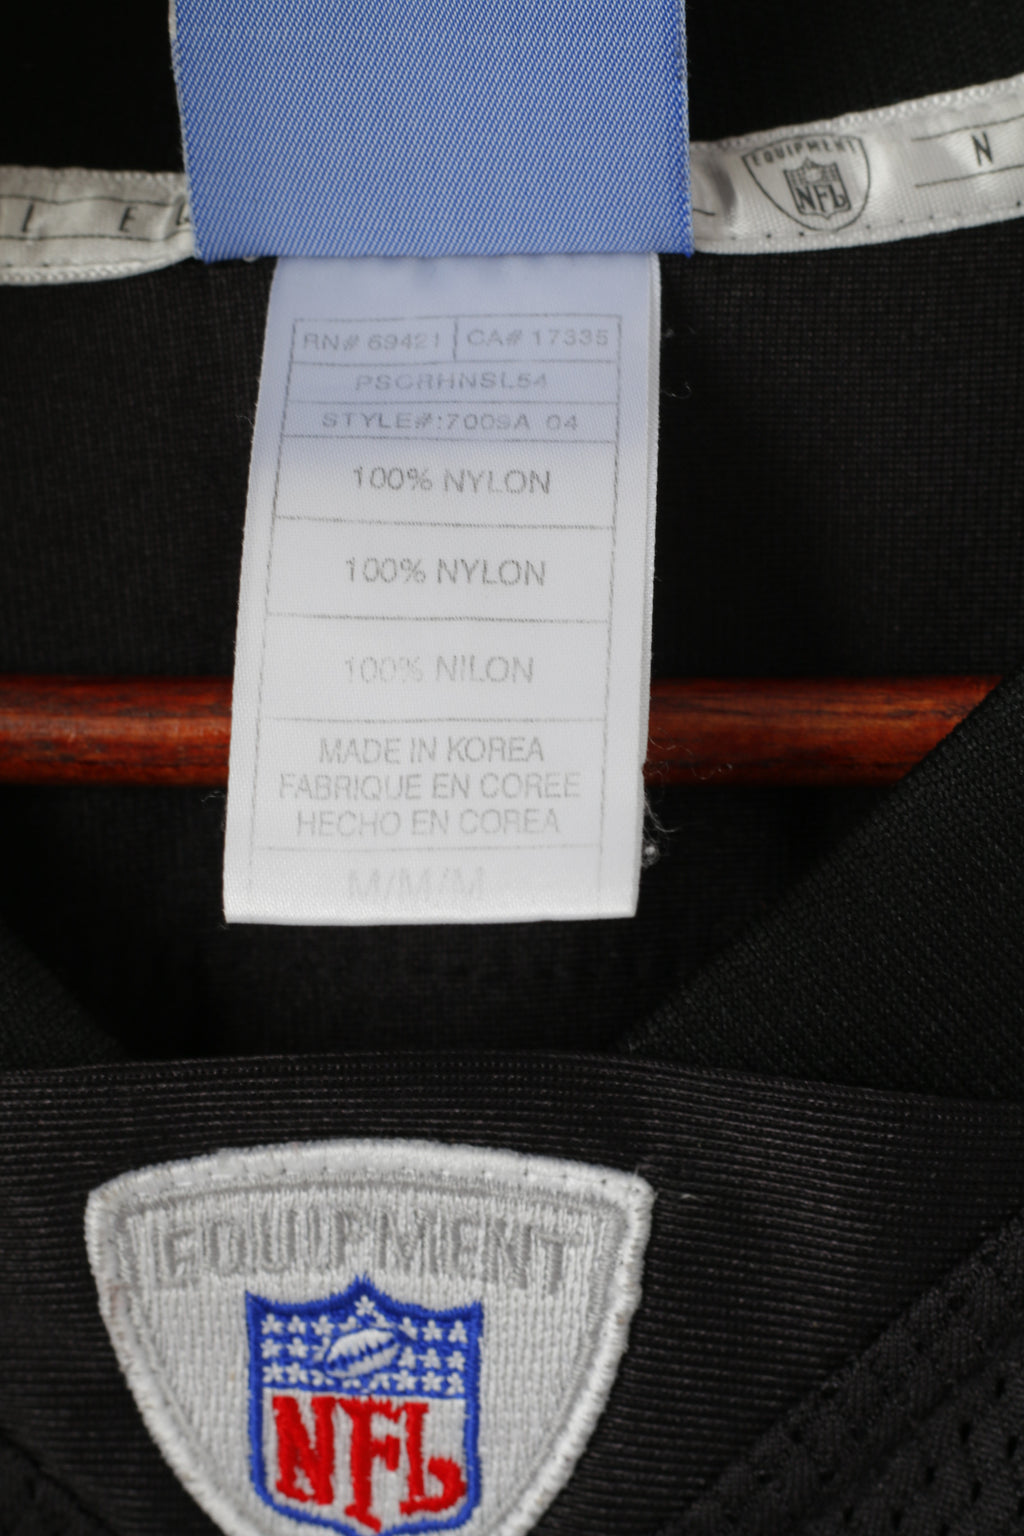 EQUIPMENT
NFL
N
RN# 69421 CA# 17335
PSCRHNSL54
STYLE#:7009A 04
100% NYLON
100% NYLON
100% NILON
MADE IN KOREA
FABRIQUE EN COREE
HECHO EN COREA
M/M/M
EQUIPMENT
NFL